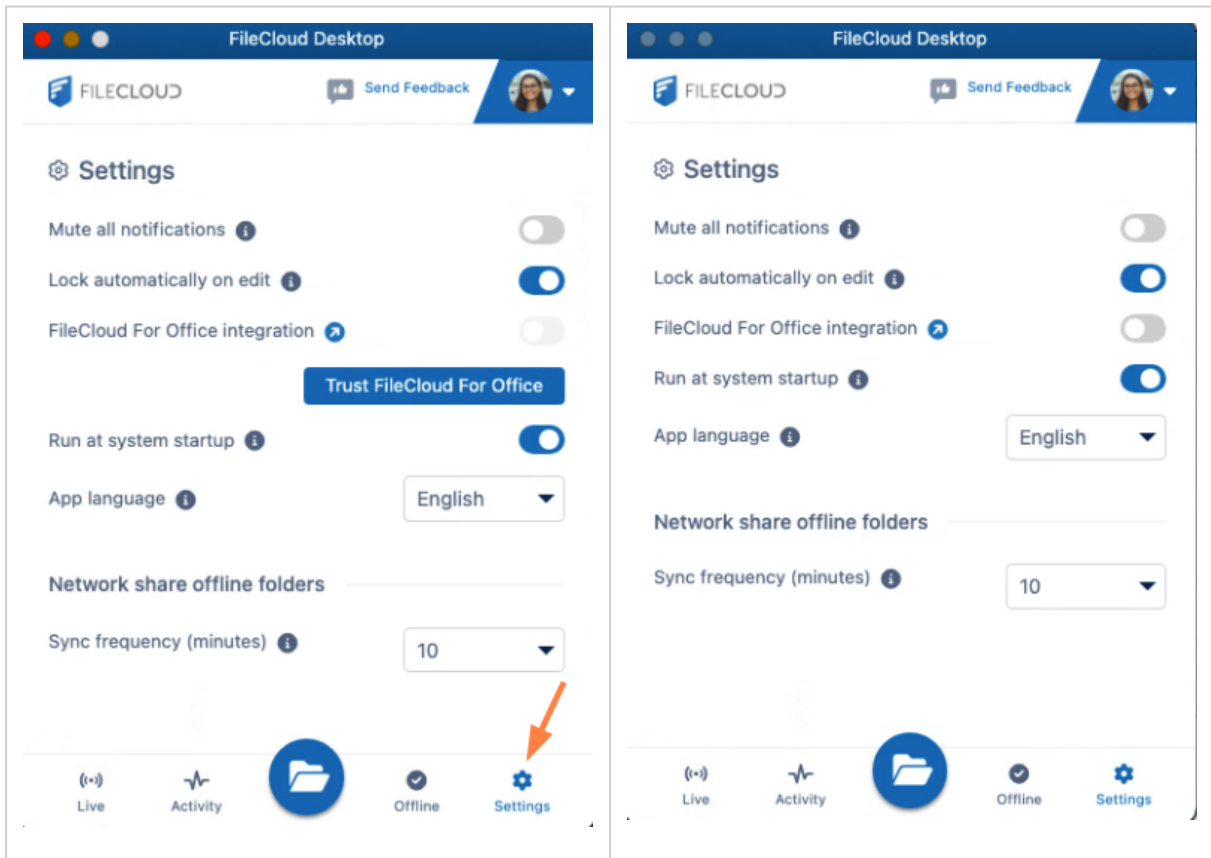 FileCloud Desktop
FILECLOUD
Send Feedback
Settings
Mute all notifications
Lock automatically on edit
FileCloud For Office integration
Trust FileCloud For Office
Run at system startup
App language
English
Network share offline folders
Sync frequency (minutes)
10
Live
Activity
Offline
Settings
FileCloud Desktop
FILECLOUD
Send Feedback
Settings
Mute all notifications
Lock automatically on edit
FileCloud For Office integration
Run at system startup
App language
English
Network share offline folders
Sync frequency (minutes)
10
Live
Activity
Offline
Settings